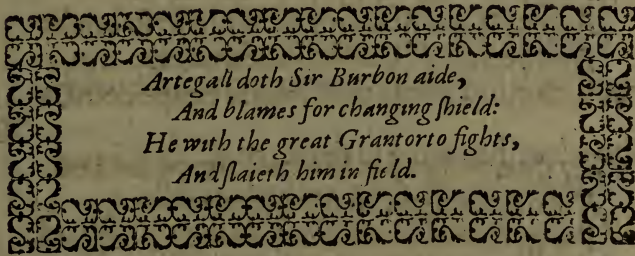 Artegall doth Sir Burbon aide,
And blames for changing ſhield:
He with the great Grantorto fights,
And ſlaieth him in field.